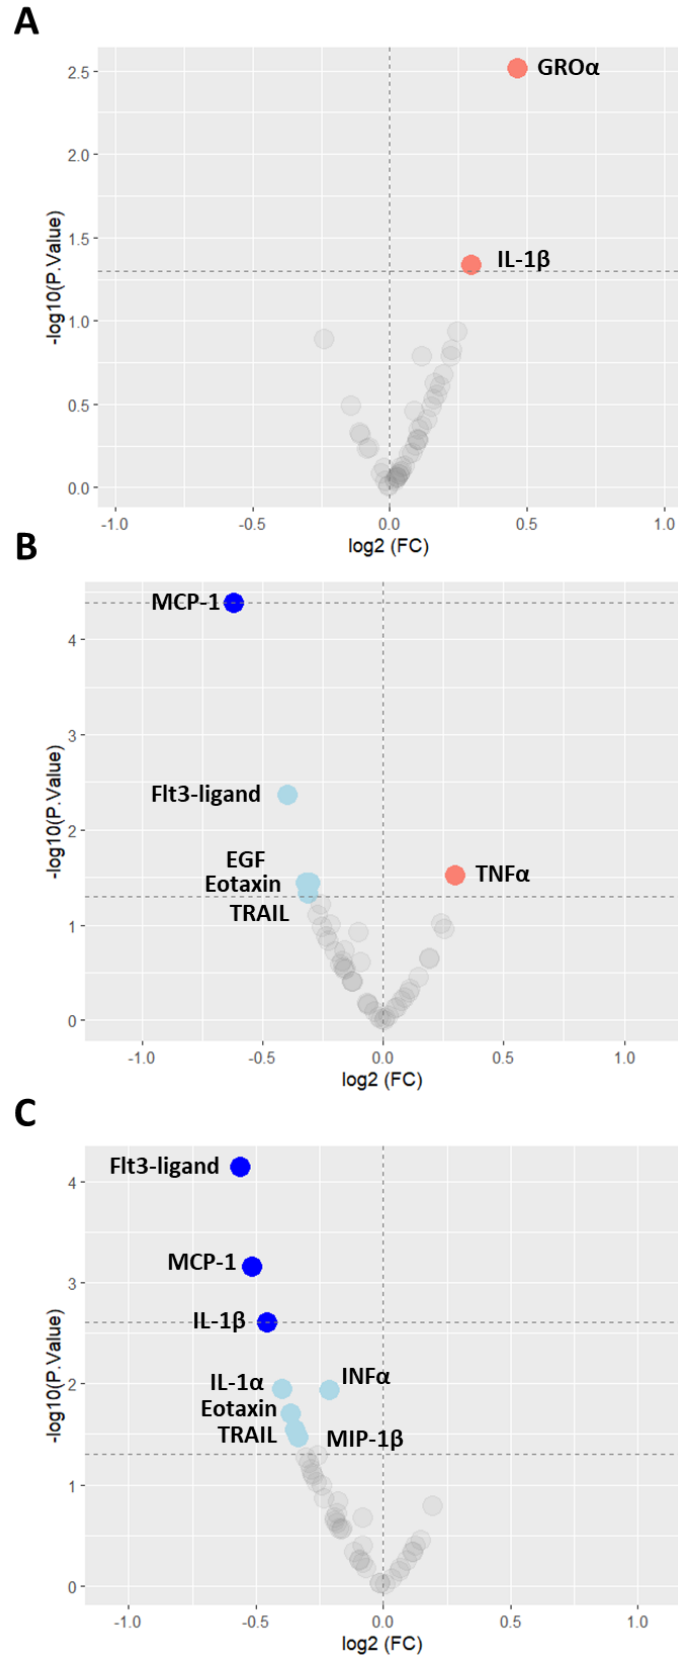 A
GROα
IL-1β
2.5
2.0
1.5
1.0
0.5
0.0
-log10(P.Value)
-1.0 -0.5 0.0 0.5 1.0
log2 (FC)
B
MCP-1
Flt3-ligand
EGF
Eotaxin
TRAIL
TNFα
4
3
2
1
0
-log10(P.Value)
-1.0 -0.5 0.0 0.5 1.0
log2 (FC)
C
Flt3-ligand
MCP-1
IL-1β
IL-1α
INFα
Eotaxin
TRAIL
MIP-1β
4
3
2
1
0
-log10(P.Value)
-1.0 -0.5 0.0 0.5 1.0
log2 (FC)